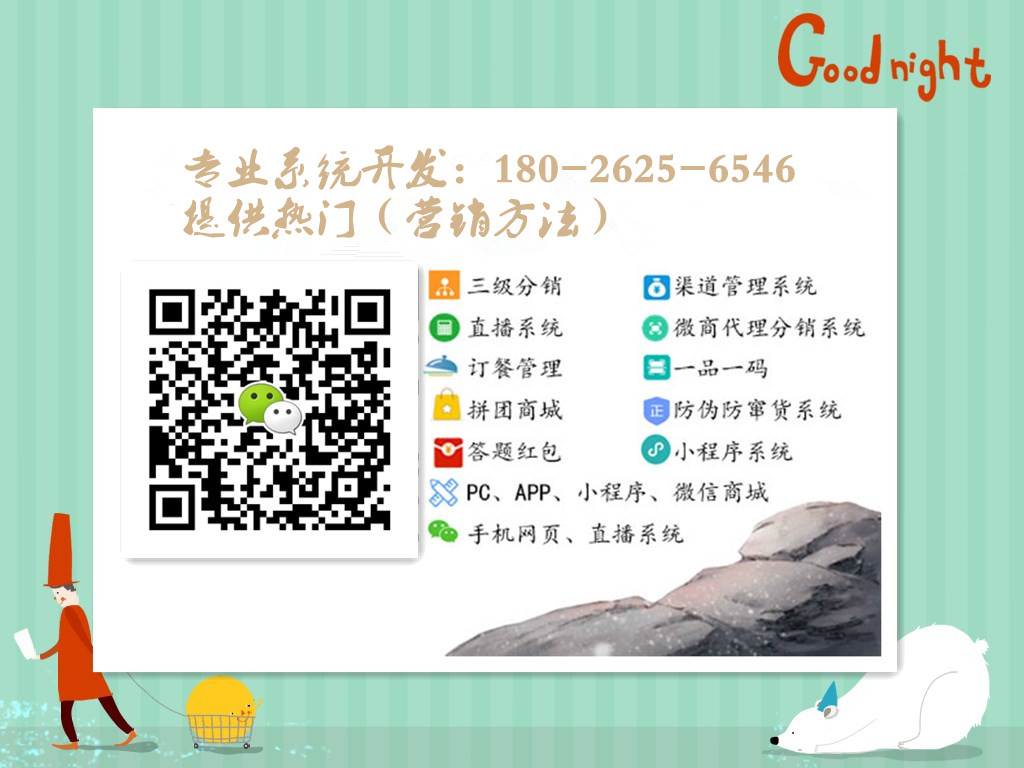 Good night
专业系统开发：180-2625-6546
提供热门（营销方法）
三级分销
渠道管理系统
直播系统
微商代理分销系统
订餐管理
一品一码
拼团商城
正
防伪防窜货系统
答题红包
小程序系统
PC、APP、小程序、微信商城
手机网页、直播系统